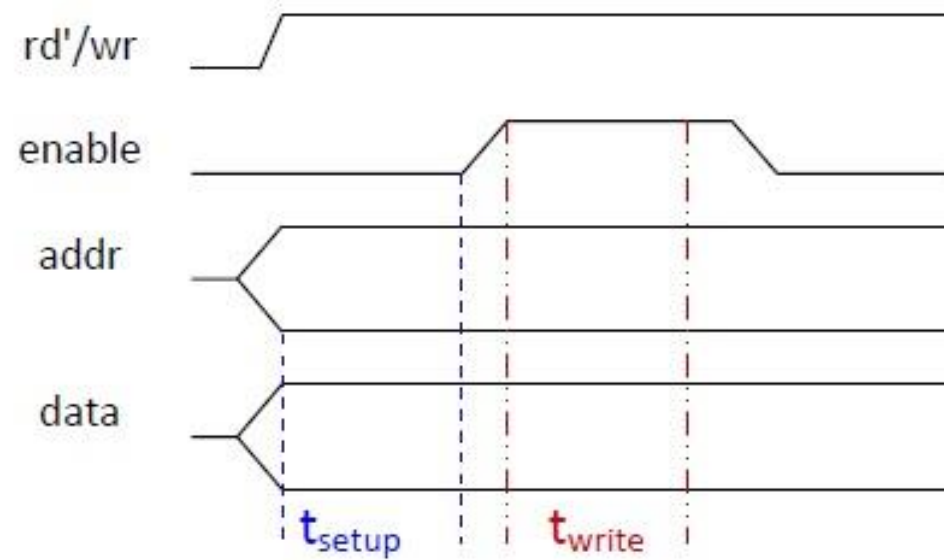 rd'/wr
enable
addr
data
tsetup
twrite